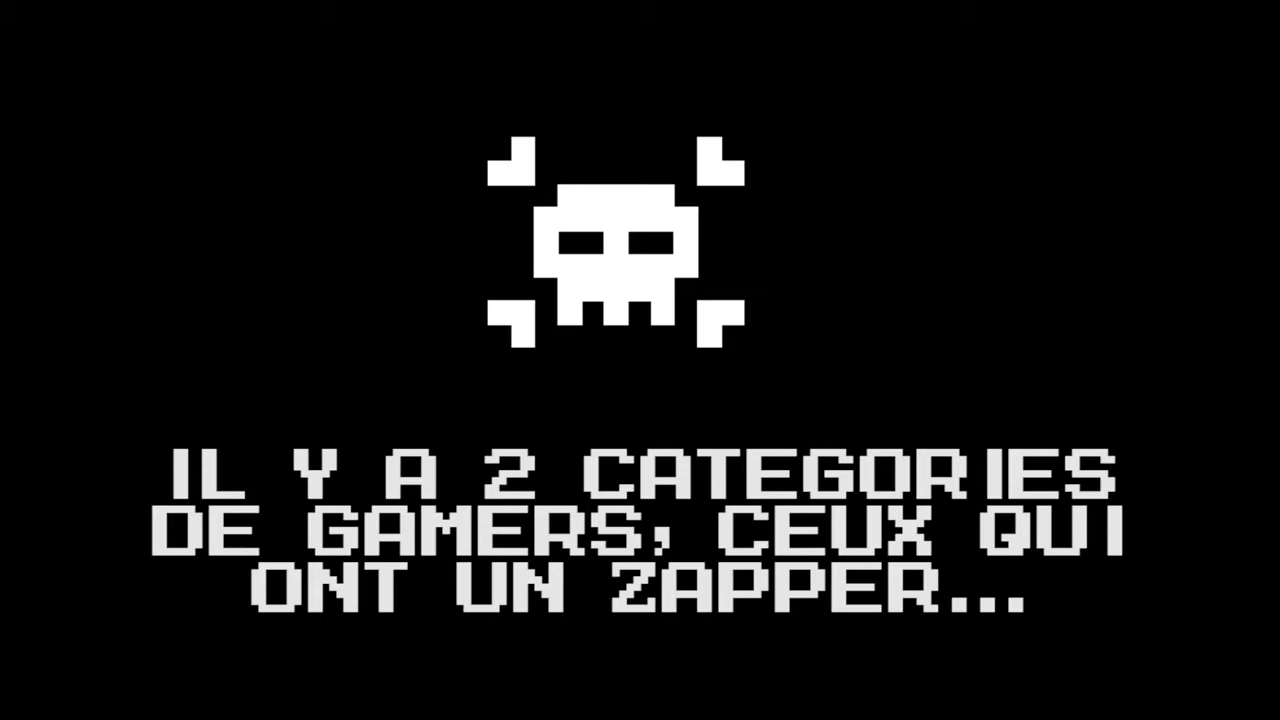 IL Y A 2 CATEGORIES
DE GAMERS, CEUX QUI
ONT UN ZAPPER...